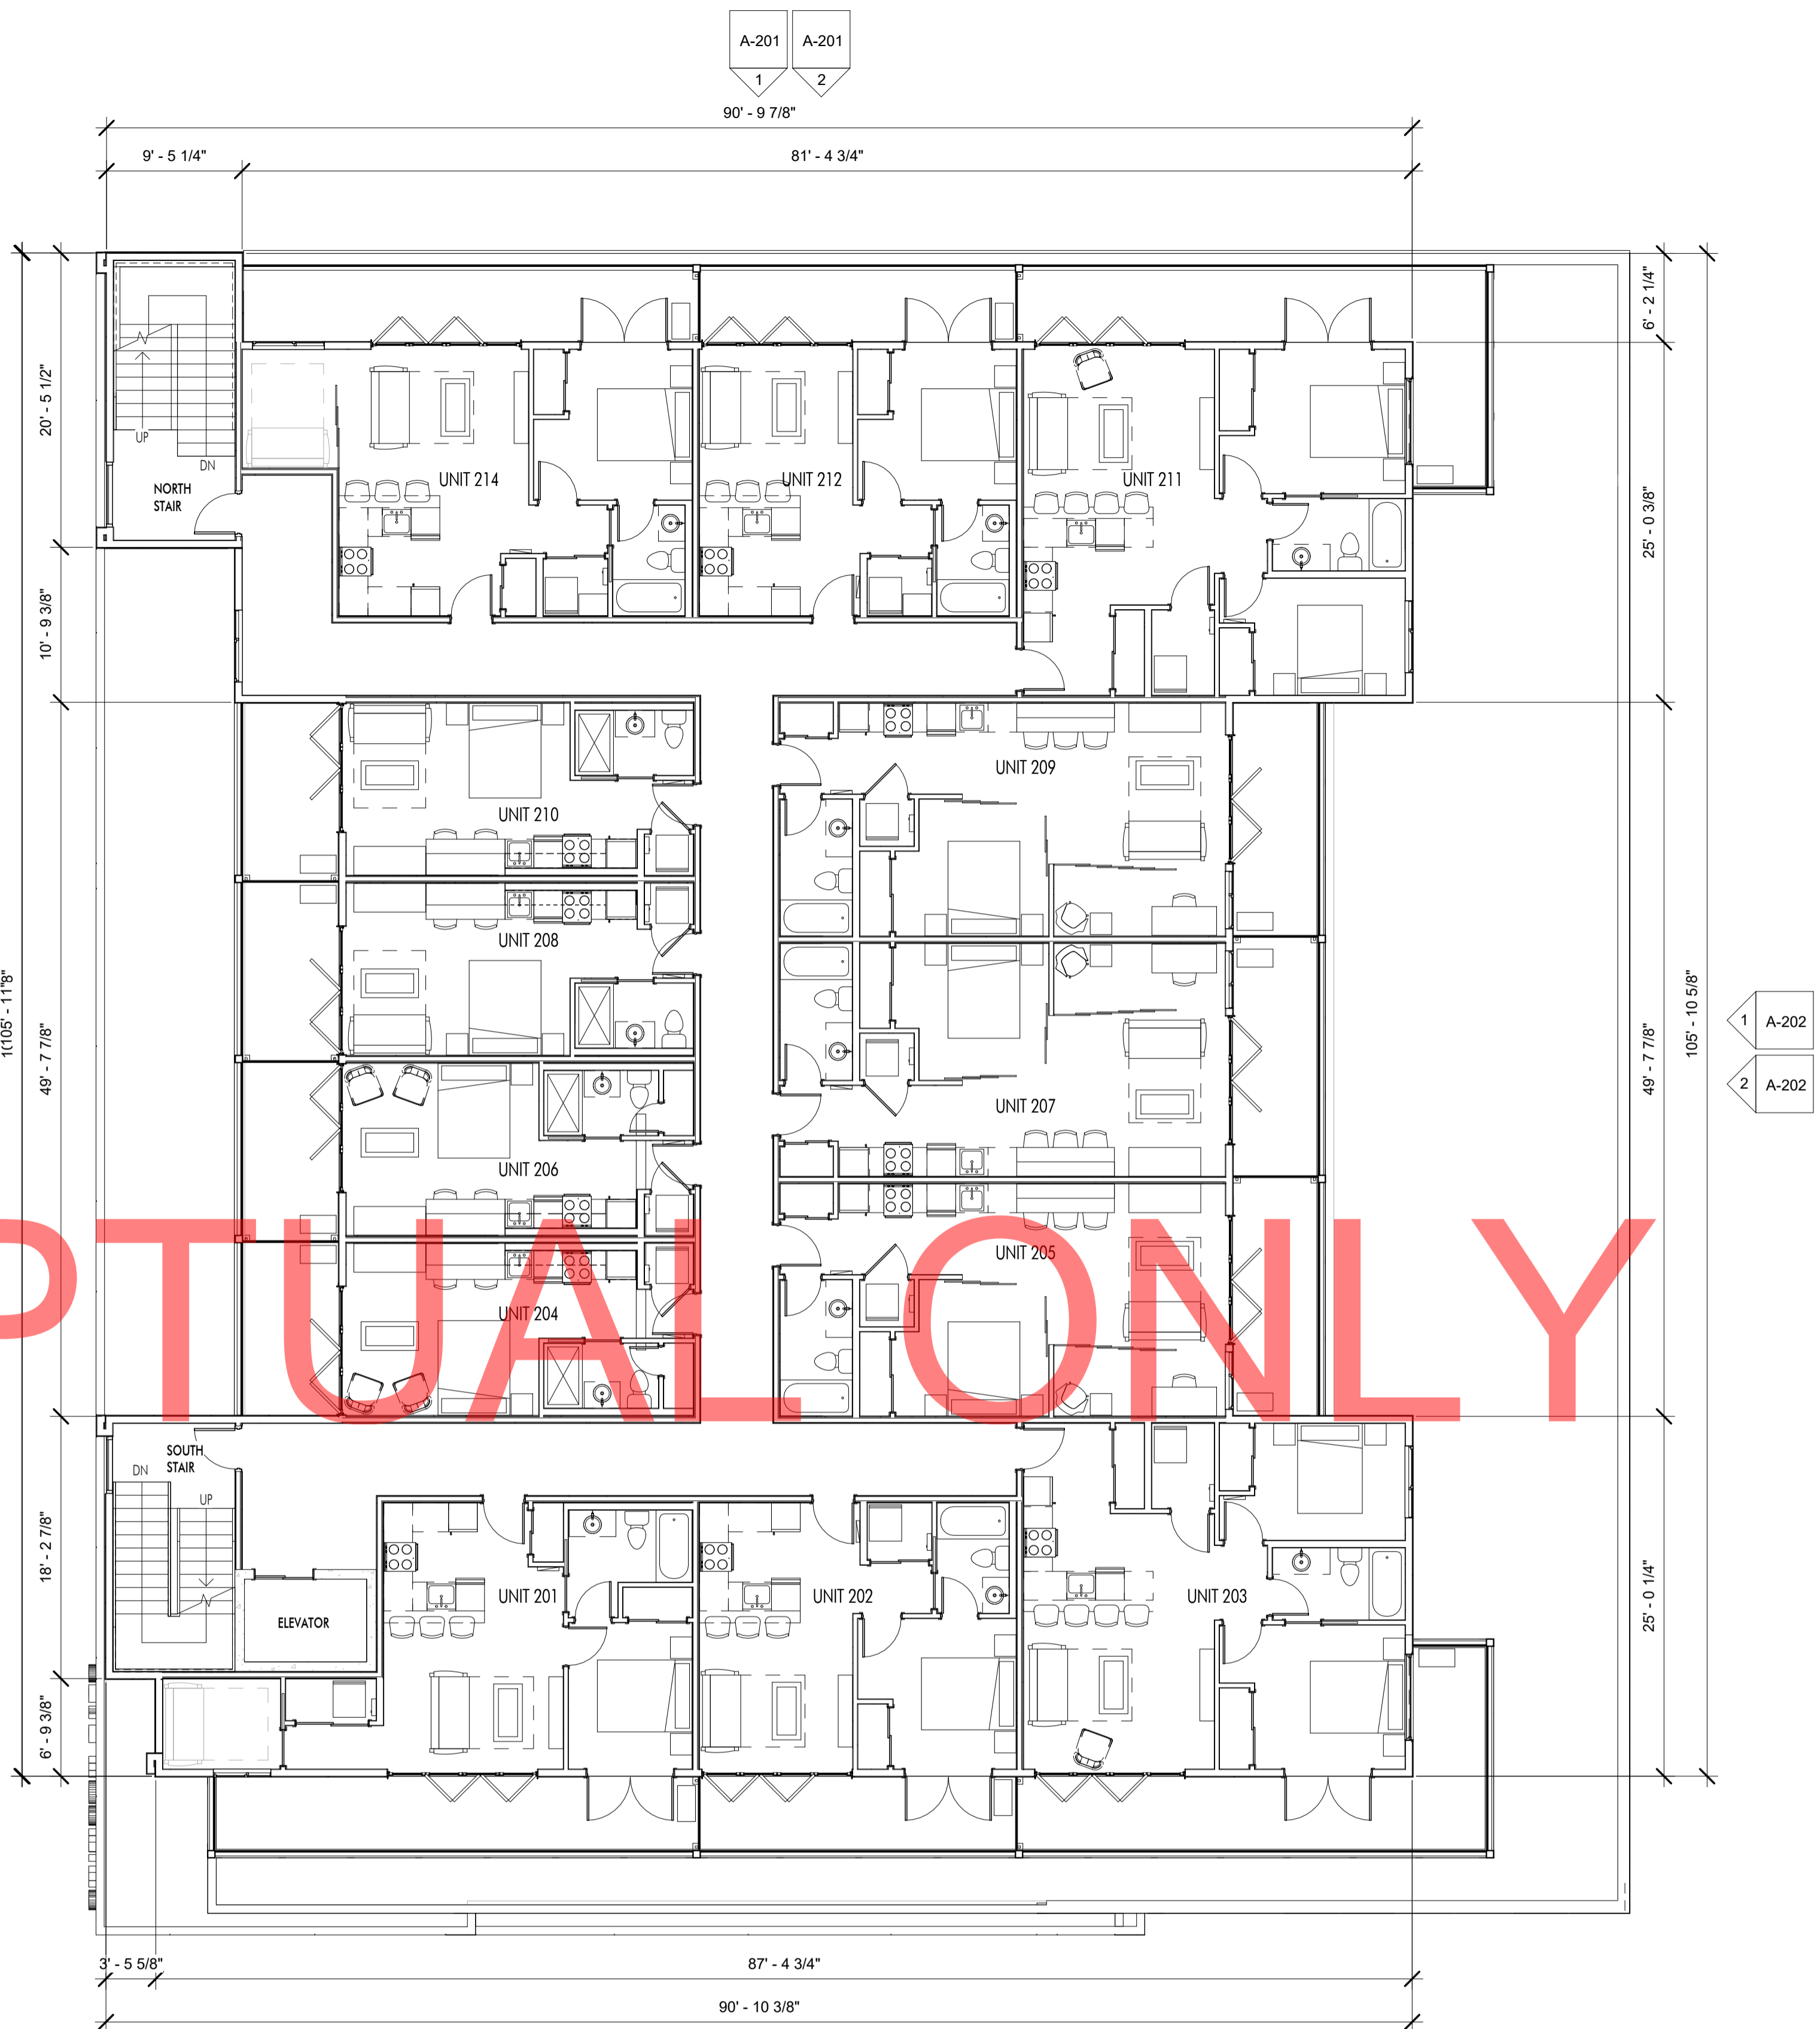 A-201 A-201
1 2
90' - 9 7/8"
9' - 5 1/4" 81' - 4 3/4"
6' - 2 1/4"
20' - 5 1/2"
UP
DN
NORTH
STAIR
UNIT 214 UNIT 212 UNIT 211
25' - 0 3/8"
10' - 9 3/8"
UNIT 209
UNIT 210
UNIT 208
105' - 11"
49' - 7 7/8"
49' - 7 7/8"
105' - 10 5/8"
1 A-202
2 A-202
UNIT 207
UNIT 206
UNIT 205
UNIT 204
PTUAL ONLY
SOUTH
STAIR
DN
UP
18' - 2 7/8"
UNIT 201 UNIT 202 UNIT 203
ELEVATOR
25' - 0 1/4"
6' - 9 3/8"
3' - 5 5/8" 87' - 4 3/4"
90' - 10 3/8"